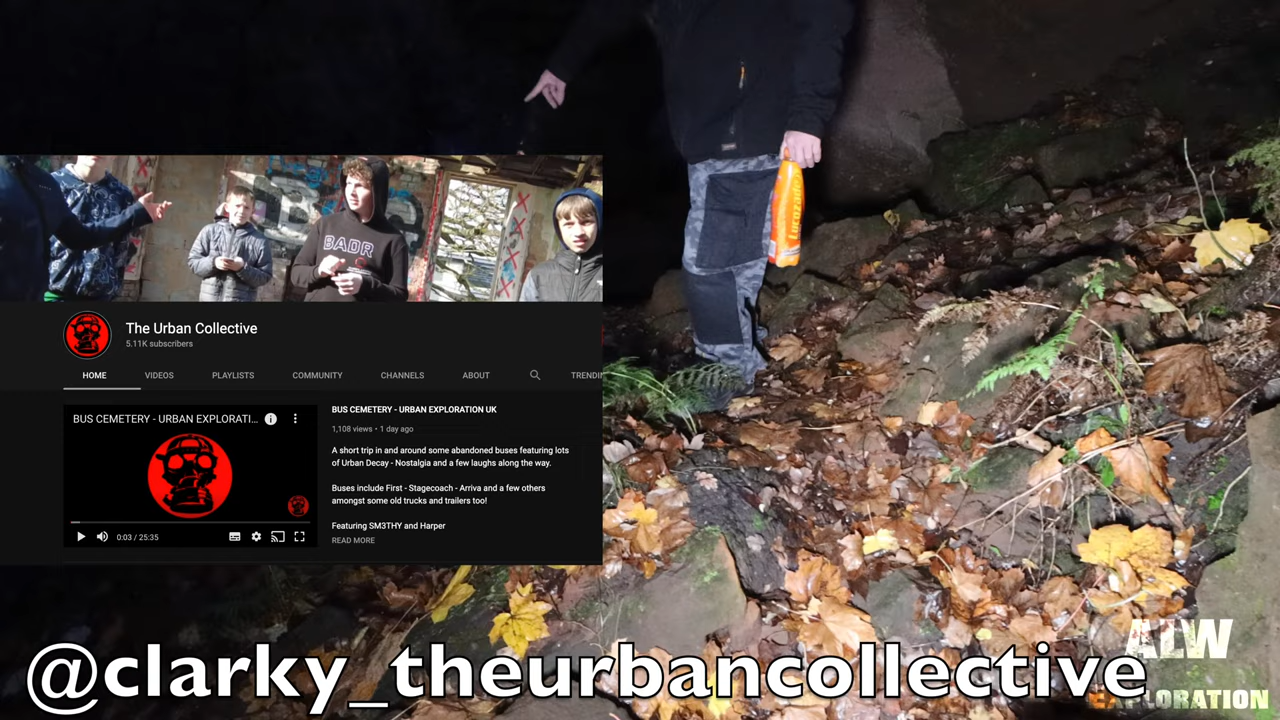 BADR
Lucozade
The Urban Collective
5.11K subscribers
HOME VIDEOS PLAYLISTS COMMUNITY CHANNELS ABOUT
BUS CEMETERY - URBAN EXPLORATI...
0:03 / 25:35
BUS CEMETERY - URBAN EXPLORATION UK
1,108 views • 1 day ago
A short trip in and around some abandoned buses featuring lots
of Urban Decay - Nostalgia and a few laughs along the way.
Buses include First - Stagecoach - Arriva and a few others
amongst some old trucks and trailers too!
Featuring SM3THY and Harper
READ MORE
@clarky_theurbancollective
ALW
EXPLORATION